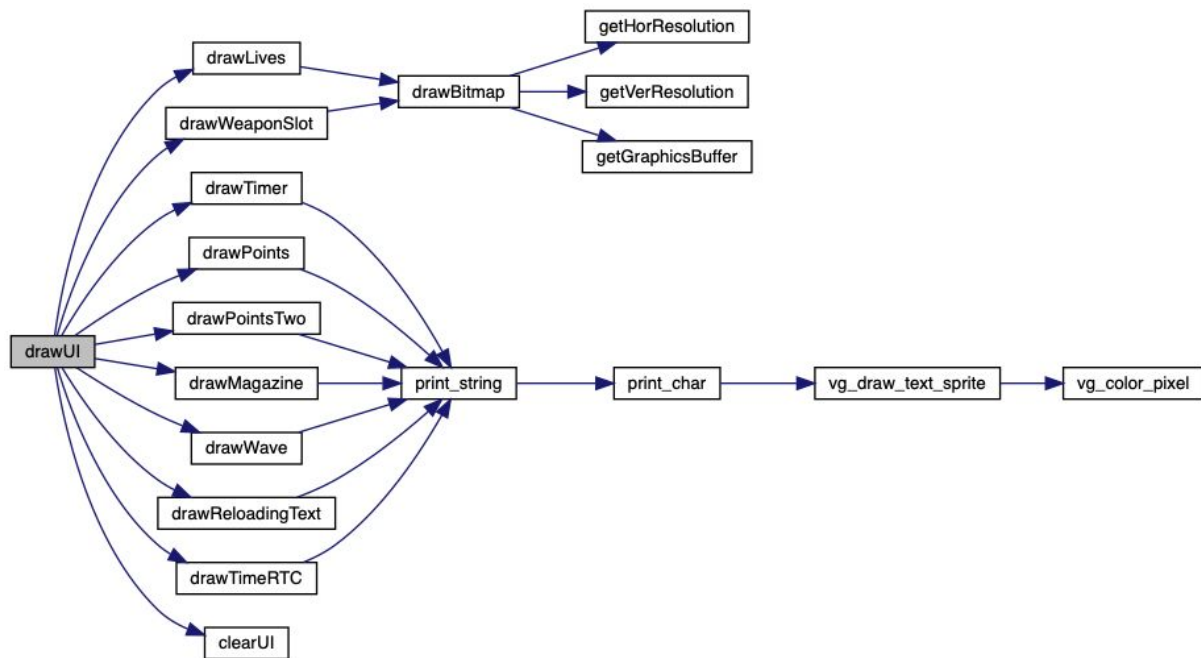 getHorResolution
drawLives
drawBitmap
getVerResolution
drawWeaponSlot
getGraphicsBuffer
drawTimer
drawPoints
drawPointsTwo
drawUI
drawMagazine
print_string
print_char
vg_draw_text_sprite
vg_color_pixel
drawWave
drawReloadingText
drawTimeRTC
clearUI